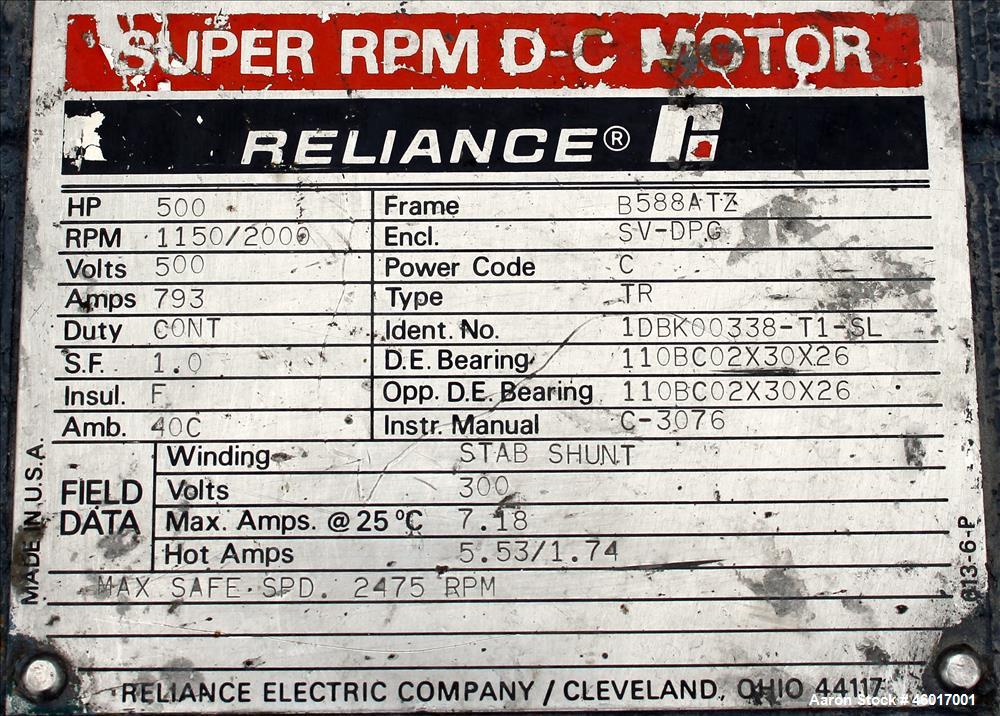 SUPER RPM D-C MOTOR
RELIANCE®
HP 500 Frame B588ATZ
RPM 1150/2000 Encl. SV-DPG
Volts 500 Power Code C
Amps 793 Type TR
Duty CONT Ident. No. 1DBK00338-T1-SL
S.F. 1.0 D.E. Bearing 110BC02X30X26
Insul. F Opp. D.E. Bearing 110BC02X30X26
Amb. 40C Instr. Manual C-3076
FIELD DATA
Winding STAB SHUNT
Volts 300
Max. Amps. @ 25 °C 7.18
Hot Amps 5.53/1.74
MAX SAFE SPD. 2475 RPM
MADE IN U.S.A.
613-6-P
RELIANCE ELECTRIC COMPANY / CLEVELAND, OHIO 44117
Aaron Stock # 46017001